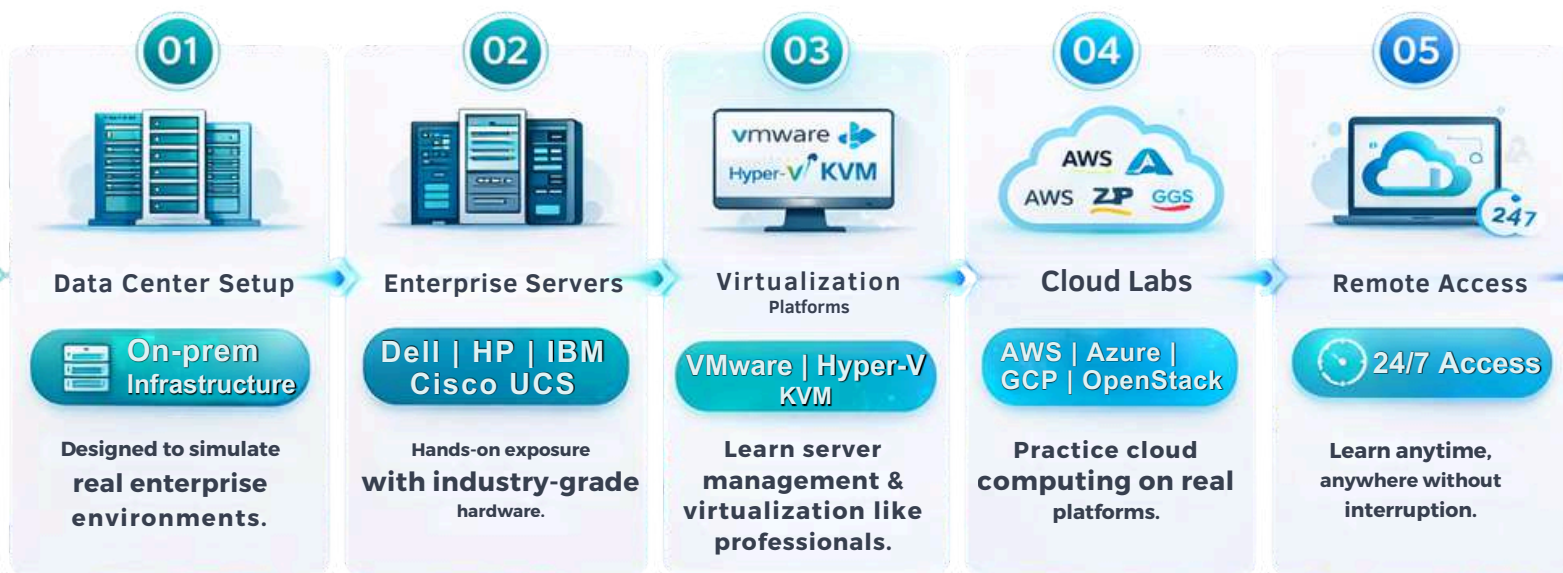 01
Data Center Setup
On-prem
Infrastructure
Designed to simulate
real enterprise
environments.
02
Enterprise Servers
Dell | HP | IBM
Cisco UCS
Hands-on exposure
with industry-grade
hardware.
03
vmware
Hyper-V KVM
Virtualization
Platforms
VMware | Hyper-V
KVM
Learn server
management &
virtualization like
professionals.
04
AWS
AWS ZP GGS
Cloud Labs
AWS | Azure |
GCP | OpenStack
Practice cloud
computing on real
platforms.
05
247
Remote Access
24/7 Access
Learn anytime,
anywhere without
interruption.